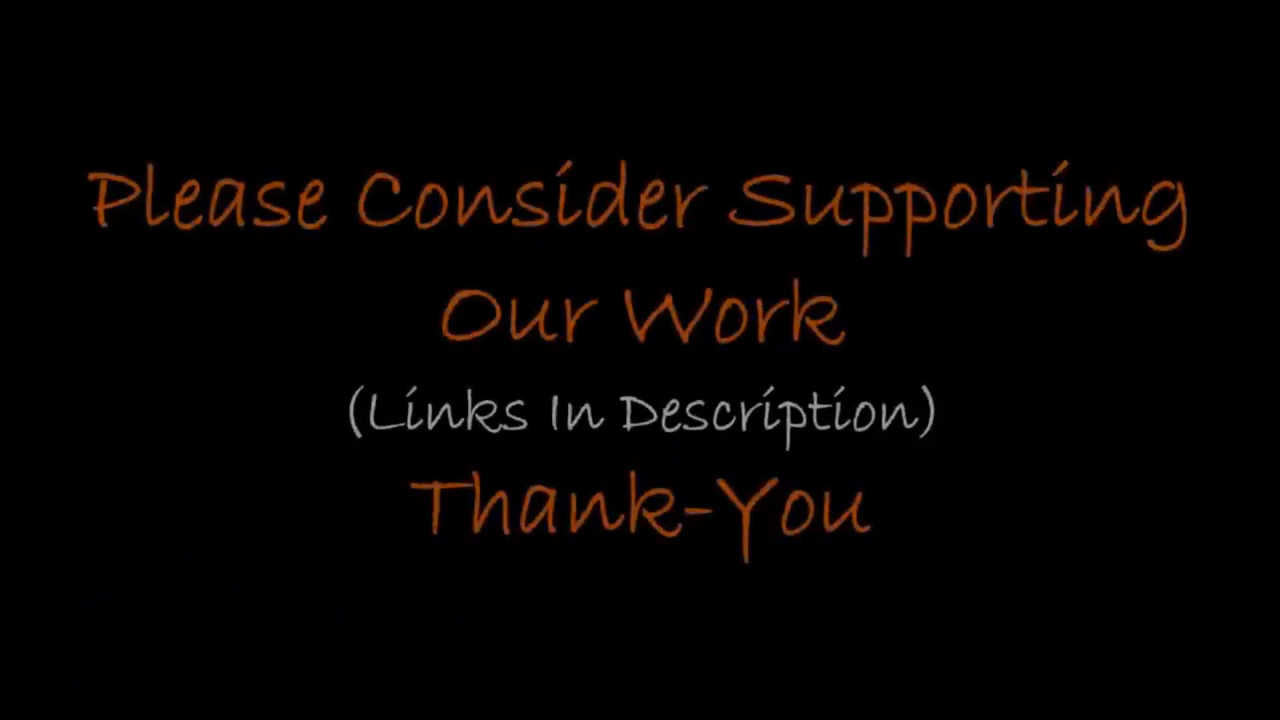 Please Consider Supporting
Our Work
(Links In Description)
Thank-You